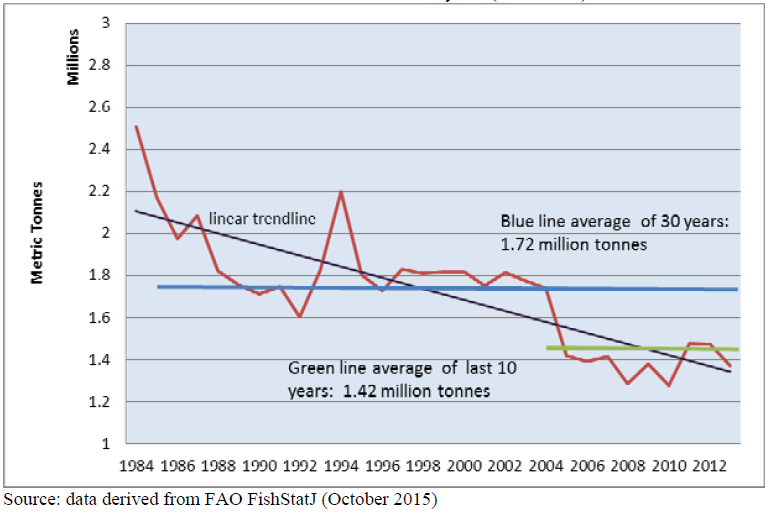 Millions
Metric Tonnes
3
2.8
2.6
2.4
2.2
2
1.8
1.6
1.4
1.2
1
linear trendline
Blue line average of 30 years:
1.72 million tonnes
Green line average of last 10
years: 1.42 million tonnes
1984 1986 1988 1990 1992 1994 1996 1998 2000 2002 2004 2006 2008 2010 2012
Source: data derived from FAO FishStatJ (October 2015)